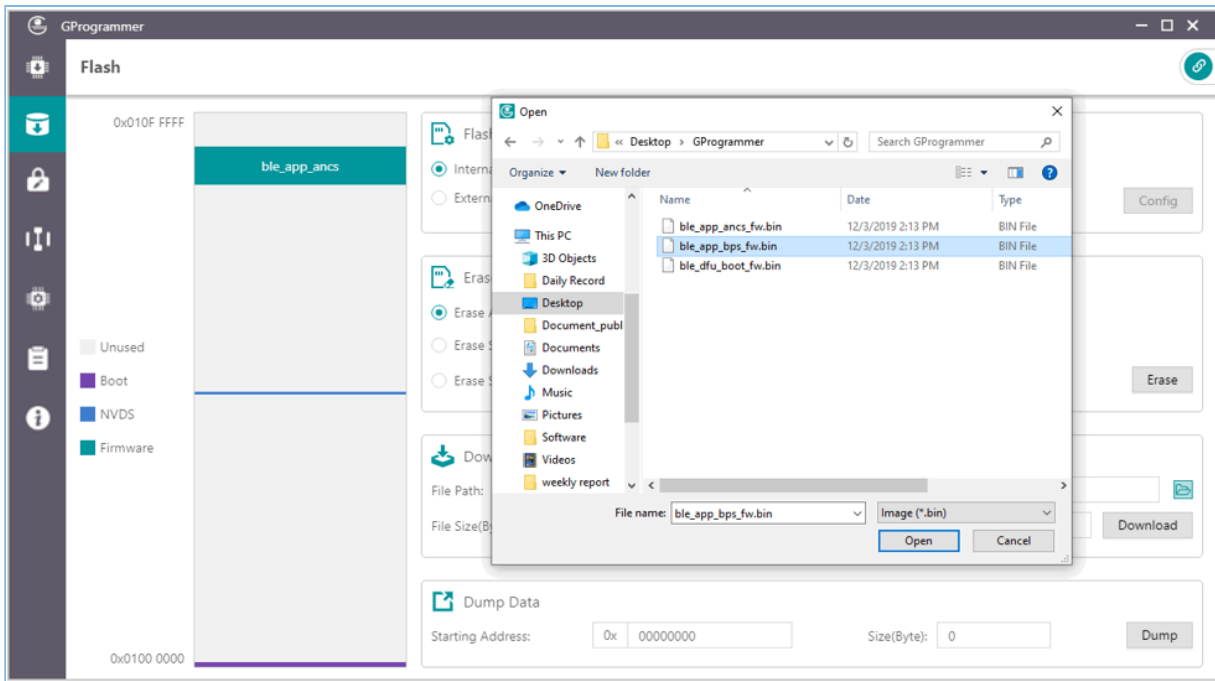 GProgrammer
Flash
0x010F FFFF
ble_app_ancs
Unused
Boot
NVDS
Firmware
0x0100 0000
Config
Erase
Erase
Erase
Erase
File Path:
Download
Dump Data
Starting Address:
0x
00000000
Size(Byte):
0
Dump
Open
« Desktop > GProgrammer
Search GProgrammer
Organize
New folder
OneDrive
This PC
3D Objects
Daily Record
Desktop
Document_publ
Documents
Downloads
Music
Pictures
Software
Videos
weekly report
Name
Date
Type
ble_app_ancs_fw.bin 12/3/2019 2:13 PM BIN File
ble_app_bps_fw.bin 12/3/2019 2:13 PM BIN File
ble_dfu_boot_fw.bin 12/3/2019 2:13 PM BIN File
File name:
ble_app_bps_fw.bin
Image (*.bin)
Open
Cancel